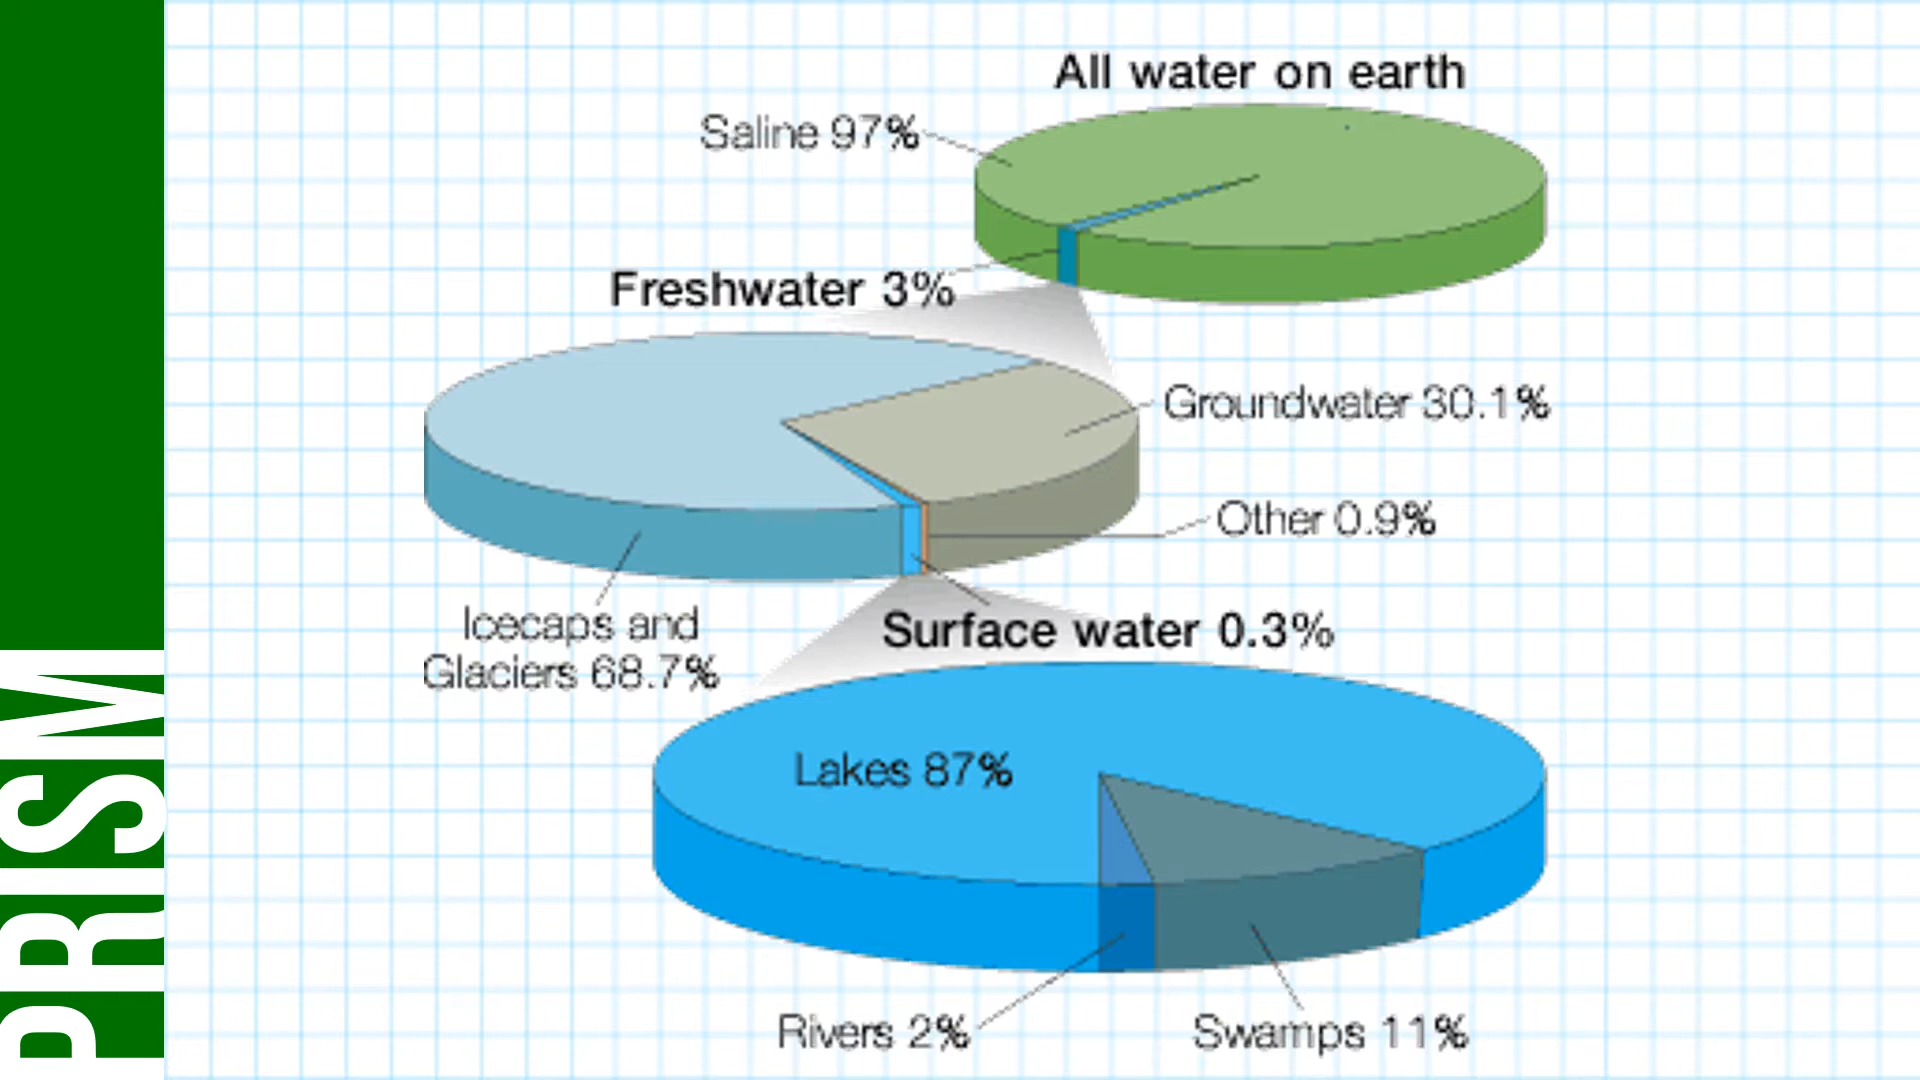 All water on earth
Saline 97%
Freshwater 3%
Groundwater 30.1%
Other 0.9%
Icecaps and
Glaciers 68.7%
Surface water 0.3%
Lakes 87%
Rivers 2%
Swamps 11%
PRISM